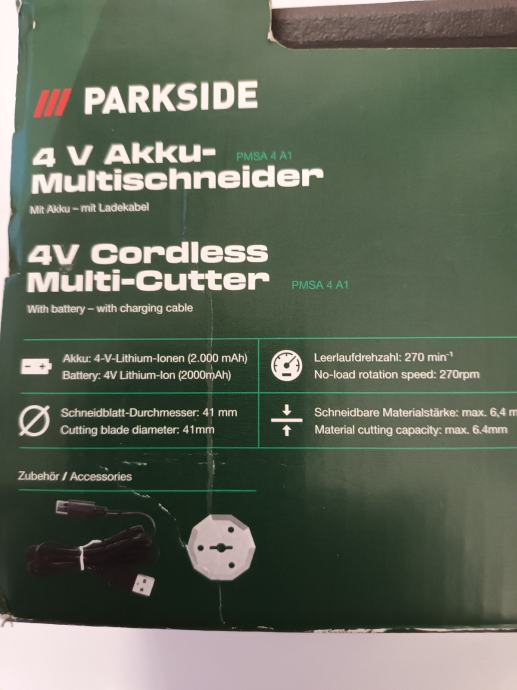 PARKSIDE
4 V Akku- PMSA 4 A1
Multischneider
Mit Akku – mit Ladekabel
4V Cordless
Multi-Cutter PMSA 4 A1
With battery – with charging cable
Akku: 4-V-Lithium-Ionen (2.000 mAh)
Battery: 4V Lithium-Ion (2000mAh)
Leerlaufdrehzahl: 270 min⁻¹
No-load rotation speed: 270rpm
Schneidblatt-Durchmesser: 41 mm
Cutting blade diameter: 41mm
Schneidbare Materialstärke: max. 6,4 m
Material cutting capacity: max. 6.4mm
Zubehör / Accessories